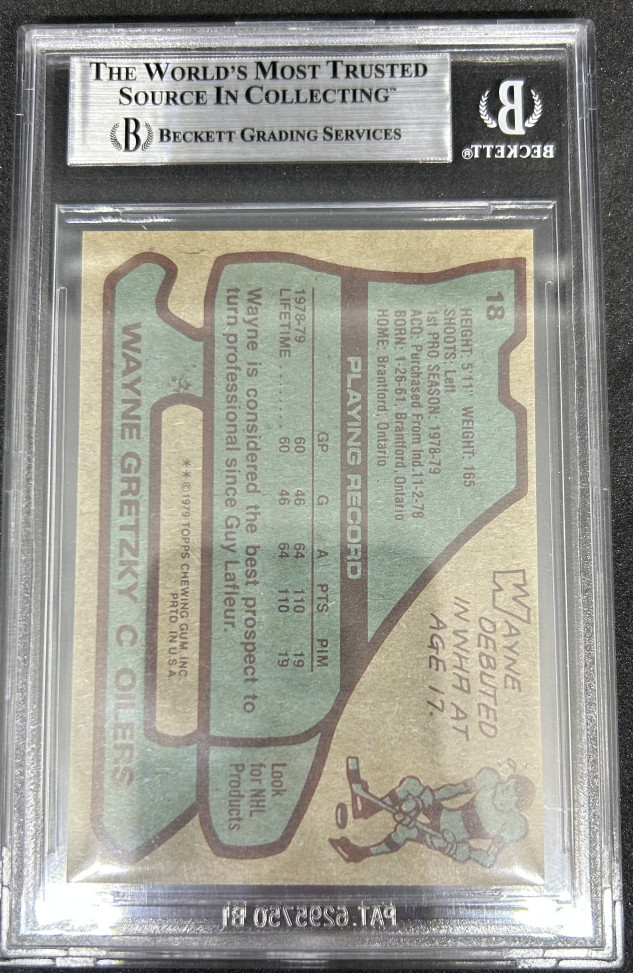 THE WORLD'S MOST TRUSTED
SOURCE IN COLLECTING™
B BECKETT GRADING SERVICES
B
BECKETT®
18
HEIGHT: 5'11" WEIGHT: 165
SHOOTS: Left
1st PRO SEASON: 1978-79
ACQ: Purchased From Ind. 11-2-78
BORN: 1-26-61, Brantford, Ontario
HOME: Brantford, Ontario
WAYNE
DEBUTED
IN WHA AT
AGE 17.
PLAYING RECORD
GP G A PTS PIM
1978-79 60 46 64 110 19
LIFETIME ......... 60 46 64 110 19
Wayne is considered the best prospect to
turn professional since Guy Lafleur.
Look
for NHL
Products
** © 1979 TOPPS CHEWING GUM, INC.
PRTD. IN U.S.A.
WAYNE GRETZKY C OILERS
PAT. 6295750 B1